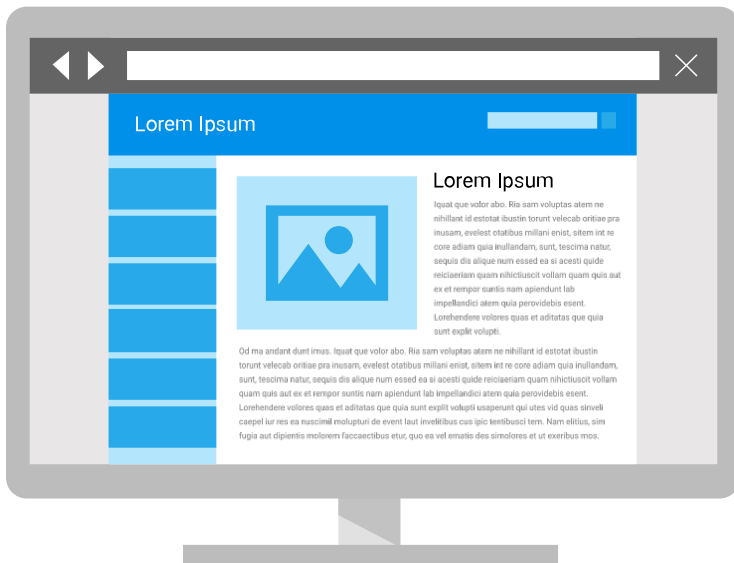 Lorem Ipsum
Lorem Ipsum
Iquat que volor abo. Ria sam voluptas atem ne
nihillant id estotat ibustin torunt velecab oritiae pra
inusam, evelest otatibus millani enist, sitem int re
core adiam quia inullandam, sunt, tescima natur,
sequis dis alique num essed ea si acesti quide
reiciaeriam quam nihictiuscit vollam quam quis aut
ex et rempor suntis nam apiendunt lab
impellandici atem quia perovidebis esent.
Lorehendere volores quas et aditatas que quia
sunt explit volupti.
Od ma andant dunt imus. Iquat que volor abo. Ria sam voluptas atem ne nihillant id estotat ibustin
torunt velecab oritiae pra inusam, evelest otatibus millani enist, sitem int re core adiam quia inullandam,
sunt, tescima natur, sequis dis alique num essed ea si acesti quide reiciaeriam quam nihictiuscit vollam
quam quis aut ex et rempor suntis nam apiendunt lab impellandici atem quia perovidebis esent.
Lorehendere volores quas et aditatas que quia sunt explit volupti usaperunt qui utes vid quas sinveli
caepel iur res ea nuscimil molupturi de event laut invelitibus cus ipic tentibusci tem. Nam elitius, sim
fugia aut dipientis molorem faccaectibus etur, quo ea vel ernatis des simolores et ut exeribus mos.